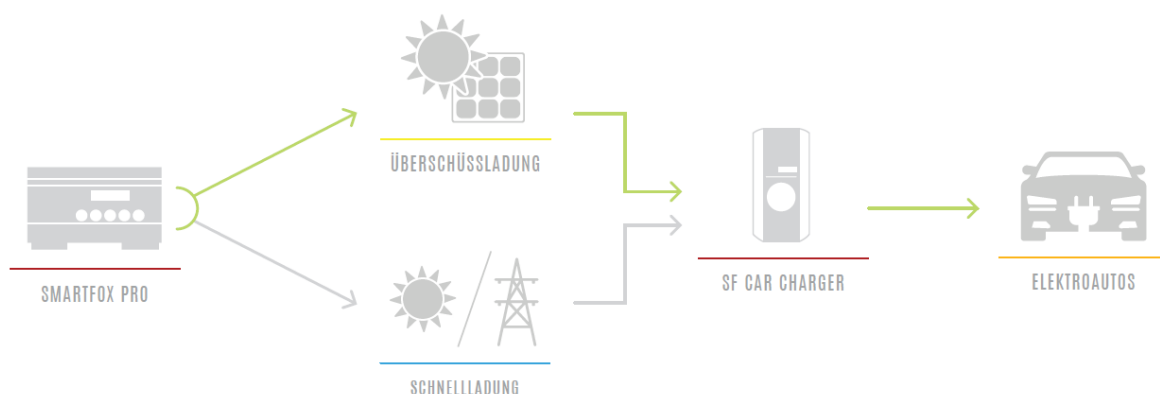 ÜBERSCHÜSSLADUNG
SMARTFOX PRO
SF CAR CHARGER
ELEKTROAUTOS
SCHNELLLADUNG